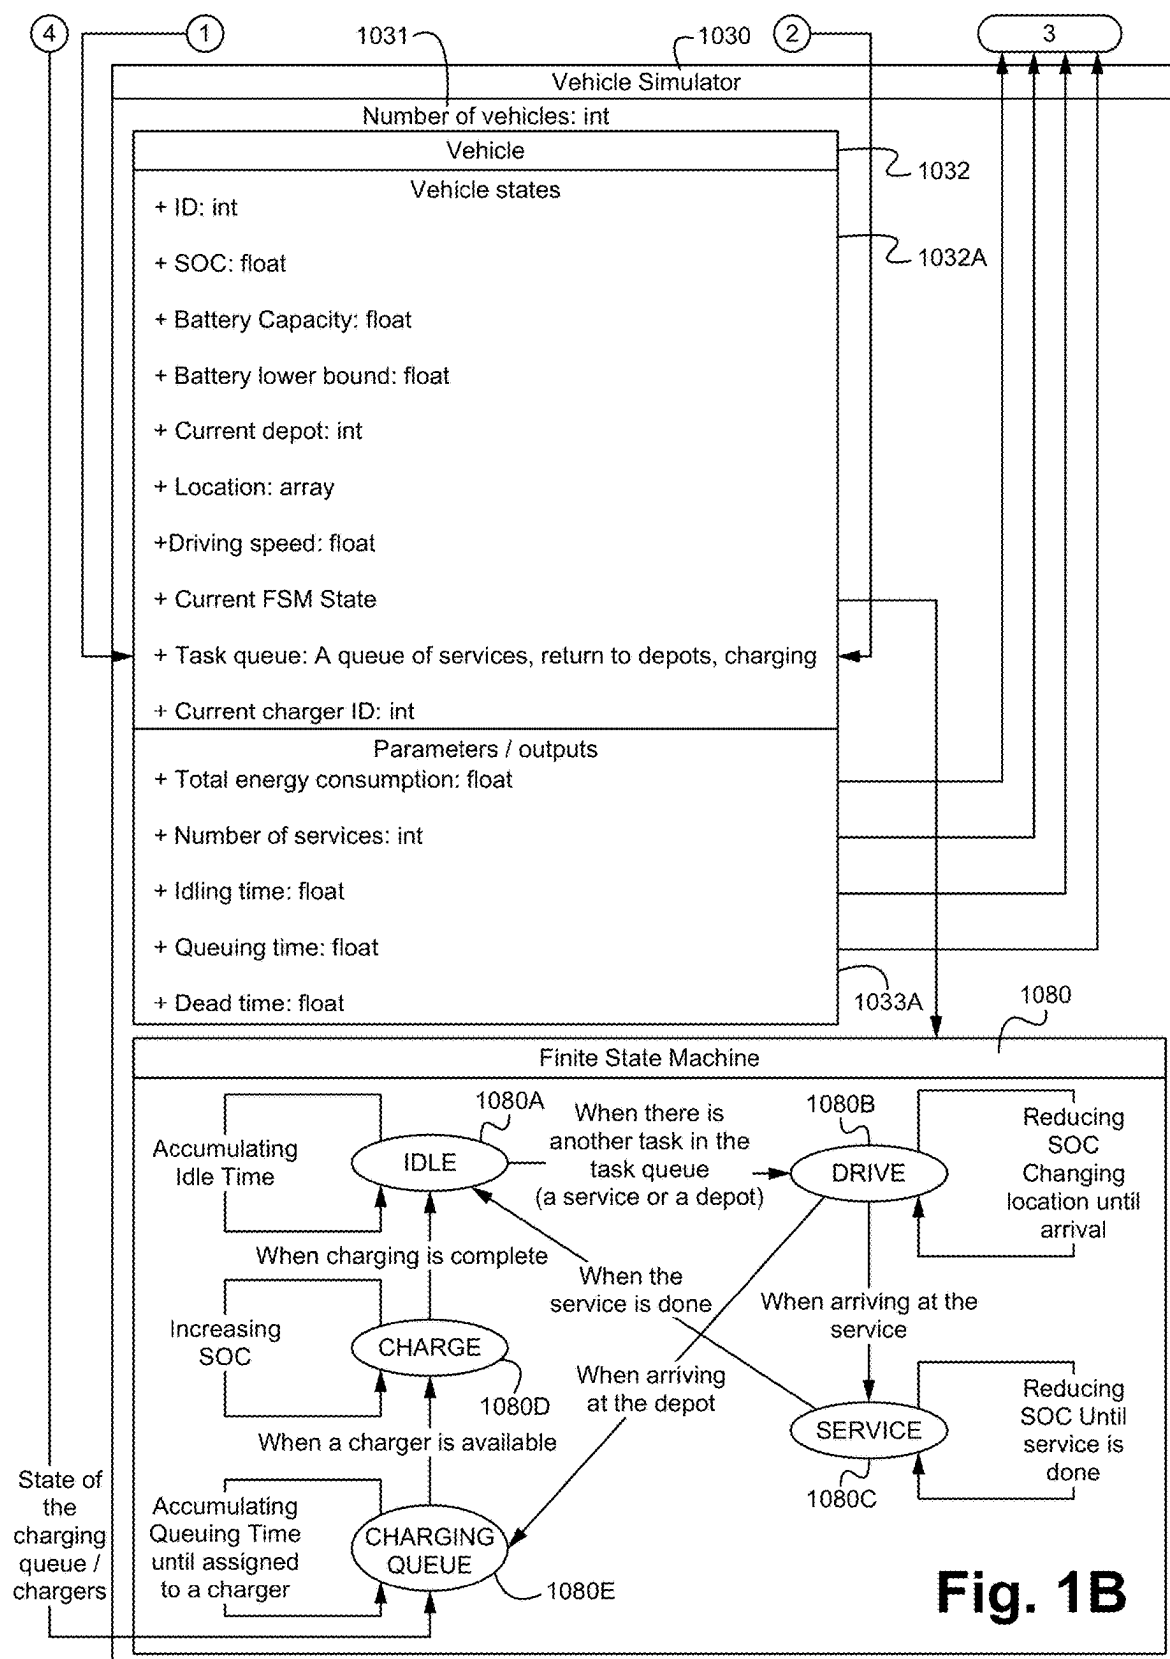 4
1
1031
1030
2
3
Vehicle Simulator
Number of vehicles: int
Vehicle
1032
Vehicle states
+ ID: int
1032A
+ SOC: float
+ Battery Capacity: float
+ Battery lower bound: float
+ Current depot: int
+ Location: array
+Driving speed: float
+ Current FSM State
+ Task queue: A queue of services, return to depots, charging
+ Current charger ID: int
Parameters / outputs
+ Total energy consumption: float
+ Number of services: int
+ Idling time: float
+ Queuing time: float
+ Dead time: float
1033A
1080
Finite State Machine
Accumulating
Idle Time
1080A
IDLE
When there is
another task in the
task queue
(a service or a depot)
1080B
DRIVE
Reducing
SOC
Changing
location until
arrival
When charging is complete
When the
service is done
When arriving at the
service
Increasing
SOC
CHARGE
1080D
When arriving
at the depot
SERVICE
1080C
Reducing
SOC Until
service is
done
When a charger is available
State of
the
charging
queue /
chargers
Accumulating
Queuing Time
until assigned
to a charger
CHARGING
QUEUE
1080E
Fig. 1B